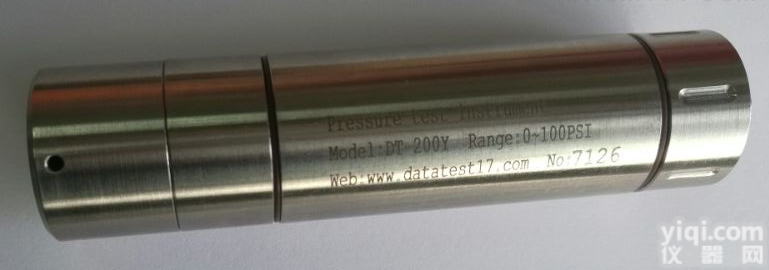 Pressure test instrument
Model:DT-200Y Range:0~100PSI
Web:www.datatest17.com No:7126
yiqi.com
仪器网